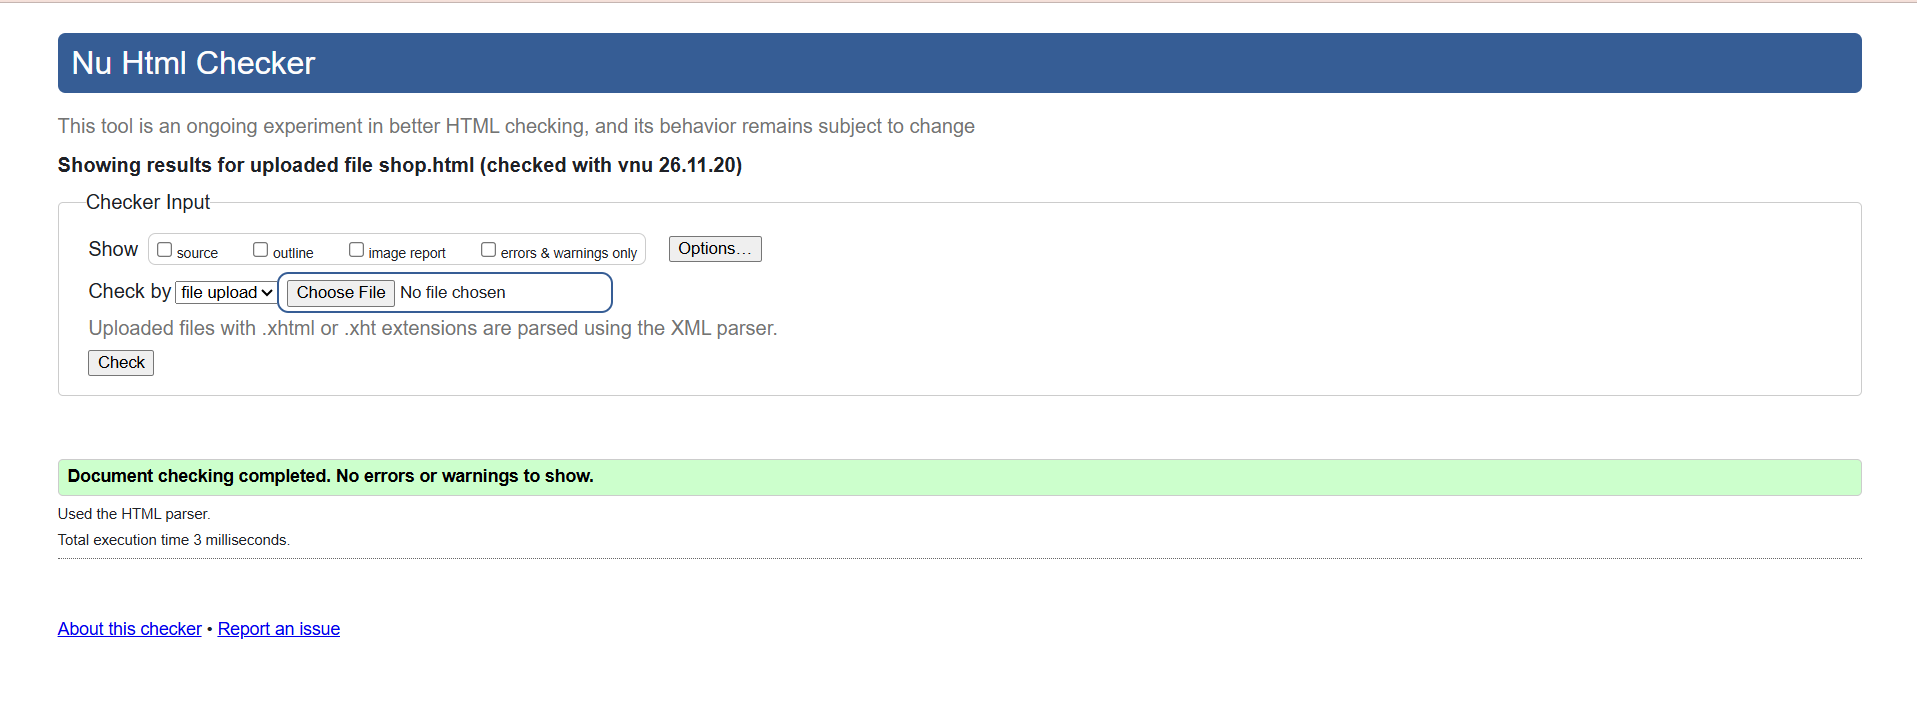 Nu Html Checker
This tool is an ongoing experiment in better HTML checking, and its behavior remains subject to change
Showing results for uploaded file shop.html (checked with vnu 26.11.20)
Checker Input
Show source outline image report errors & warnings only Options…
Check by file upload Choose File No file chosen
Uploaded files with .xhtml or .xht extensions are parsed using the XML parser.
Check
Document checking completed. No errors or warnings to show.
Used the HTML parser.
Total execution time 3 milliseconds.
About this checker • Report an issue